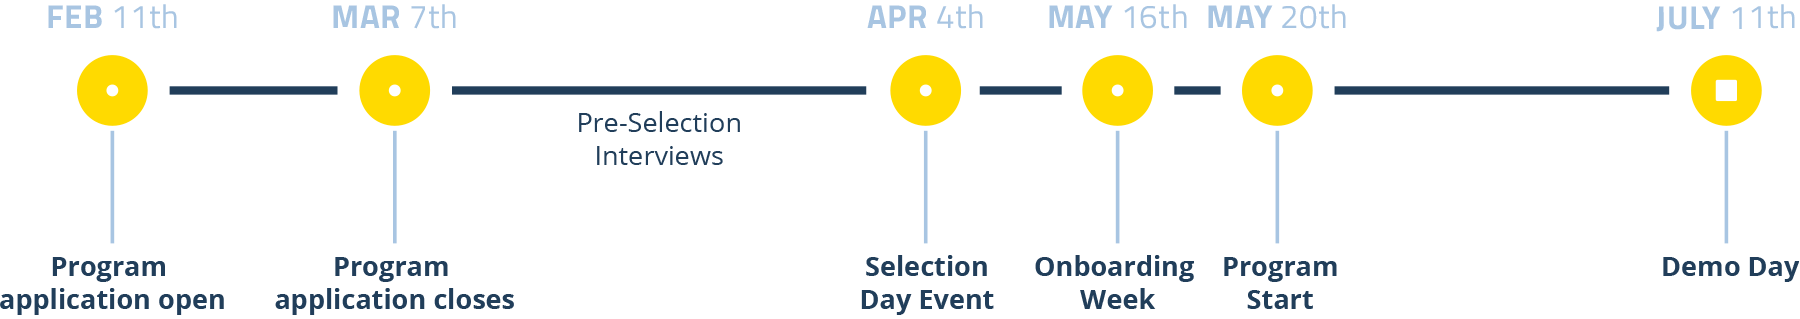 FEB 11th
MAR 7th
APR 4th
MAY 16th
MAY 20th
JULY 11th
Pre-Selection
Interviews
Program
application open
Program
application closes
Selection
Day Event
Onboarding
Week
Program
Start
Demo Day